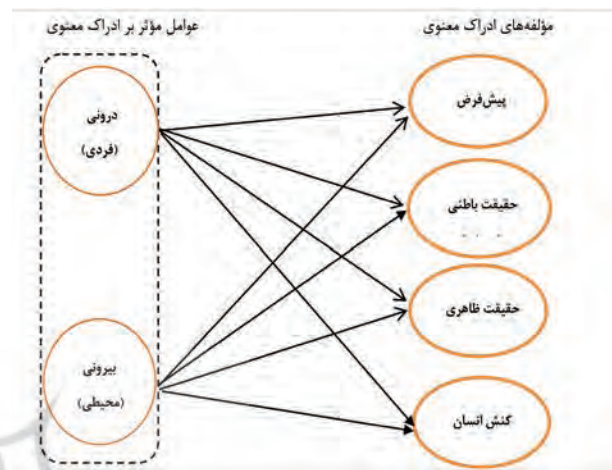 مؤلفه‌های ادراک معنوی
عوامل مؤثر بر ادراک معنوی
پیش‌فرض
حقیقت باطنی
حقیقت ظاهری
کنش انسان
درونی
(فردی)
بیرونی
(محیطی)